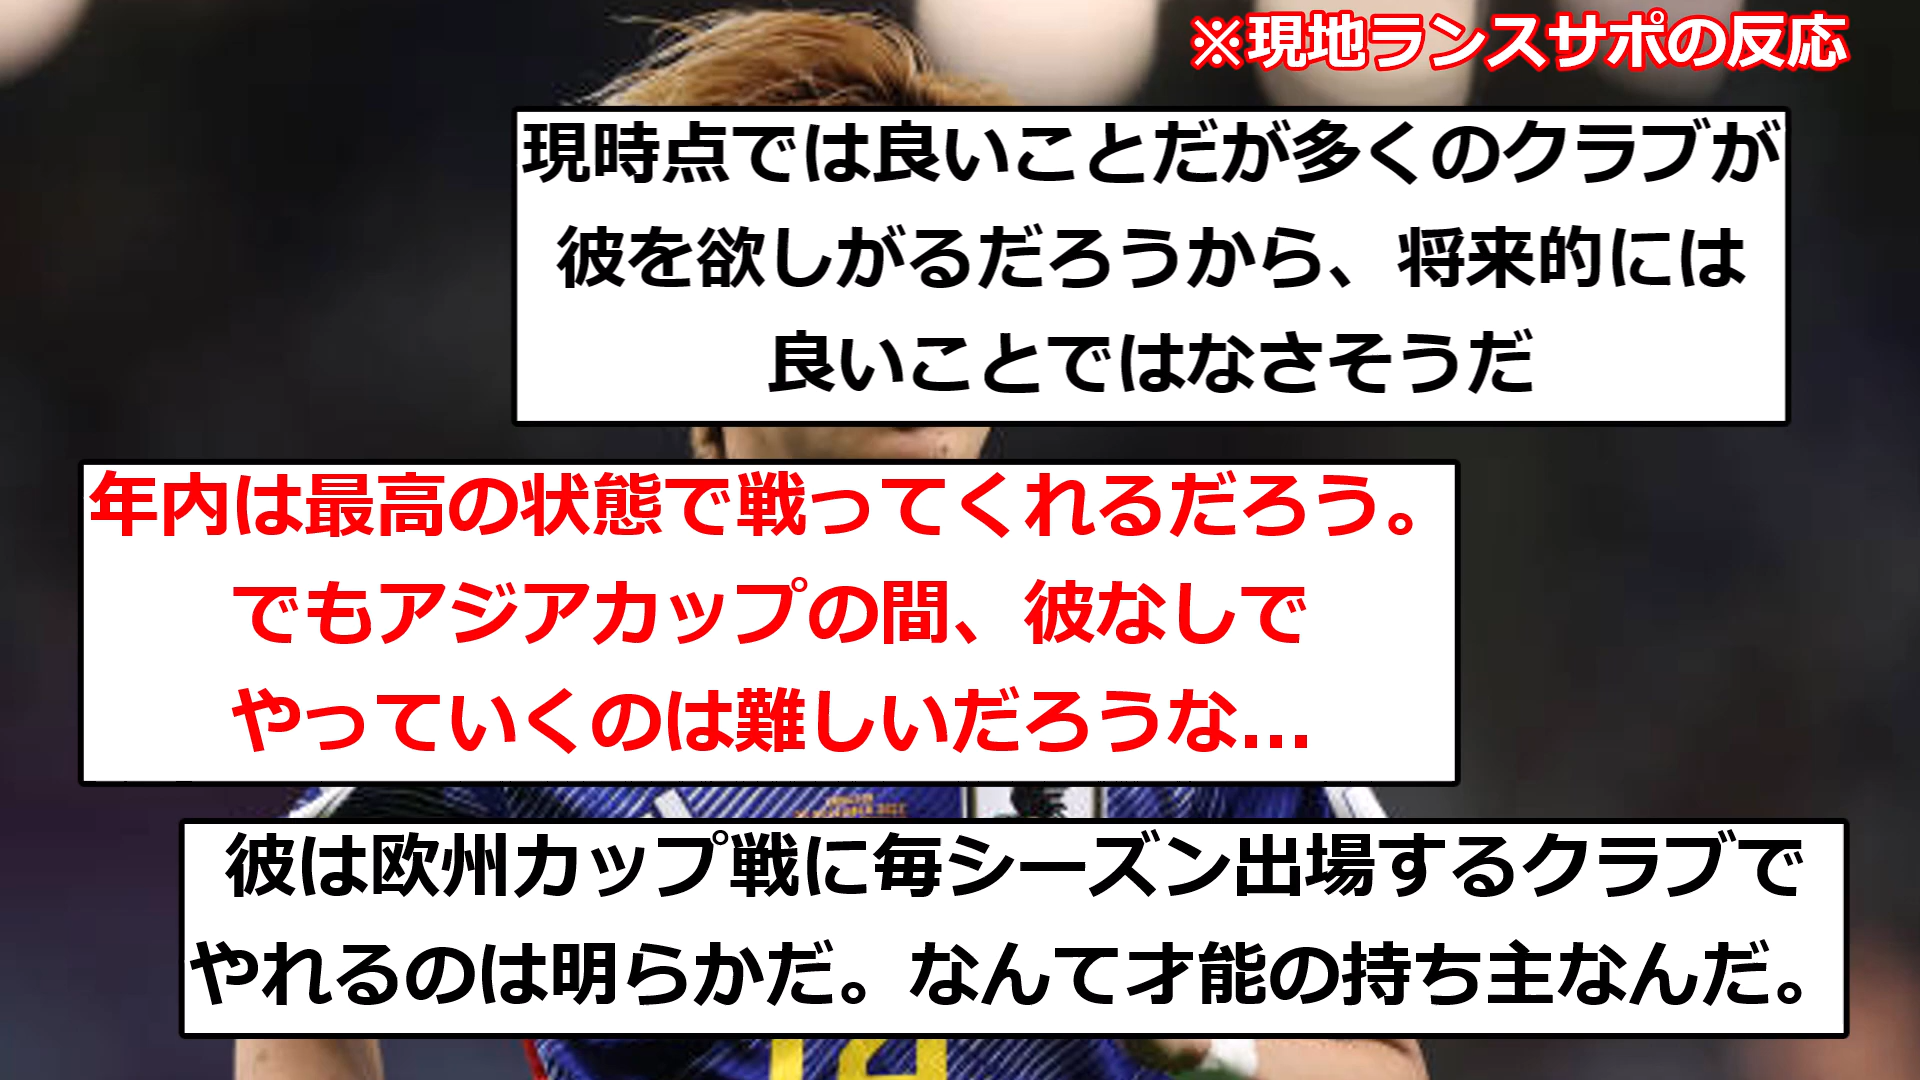 ※現地ランスサポの反応
現時点では良いことだが多くのクラブが
彼を欲しがるだろうから、将来的には
良いことではなさそうだ
年内は最高の状態で戦ってくれるだろう。
でもアジアカップの間、彼なしで
やっていくのは難しいだろうな…
彼は欧州カップ戦に毎シーズン出場するクラブで
やれるのは明らかだ。なんて才能の持ち主なんだ。
14